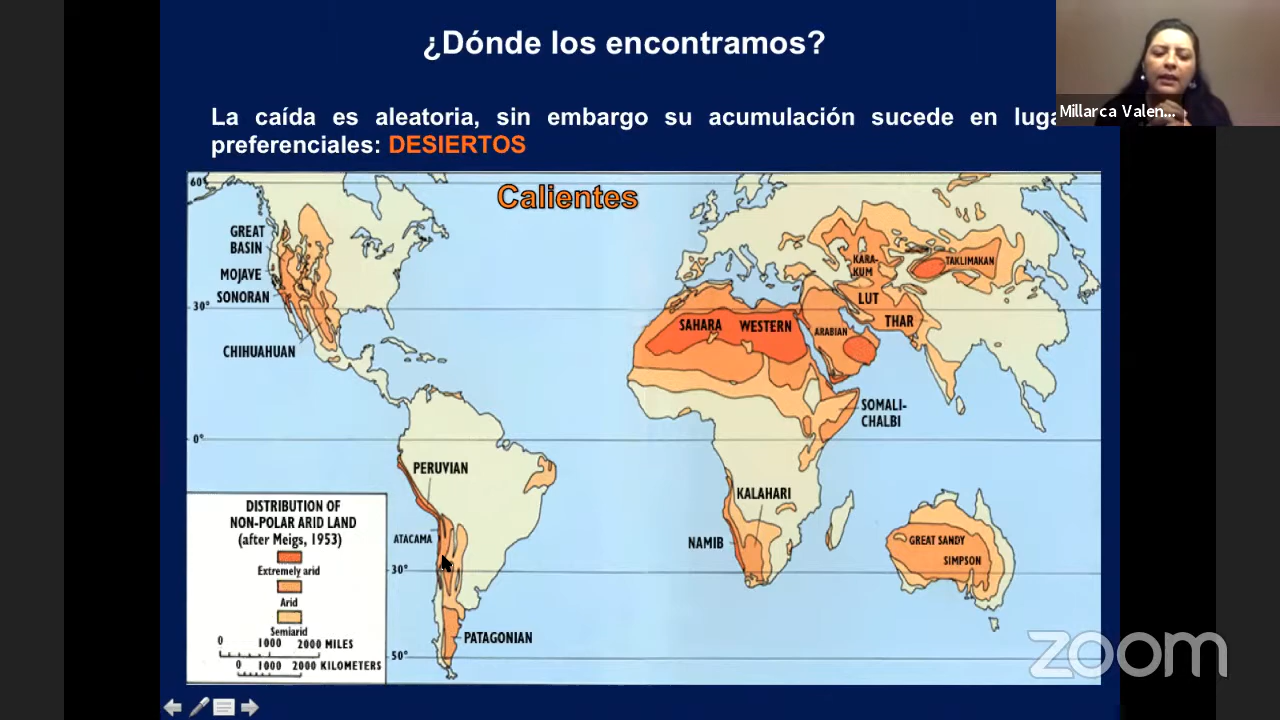 ¿Dónde los encontramos?
Millarca Valen...
La caída es aleatoria, sin embargo su acumulación sucede en
preferenciales: DESIERTOS
Calientes
60°
GREAT
BASIN
MOJAVE
SONORAN
30°
CHIHUAHUAN
KARA-
KUM
TAKLIMAKAN
LUT
THAR
SAHARA
WESTERN
ARABIAN
SOMALI-
CHALBI
0°
PERUVIAN
ATACAMA
30°
PATAGONIAN
50°
KALAHARI
NAMIB
GREAT SANDY
SIMPSON
DISTRIBUTION OF
NON-POLAR ARID LAND
(after Meigs, 1953)
Extremely arid
Arid
Semiarid
0 1000 2000 MILES
0 1000 2000 KILOMETERS
zoom